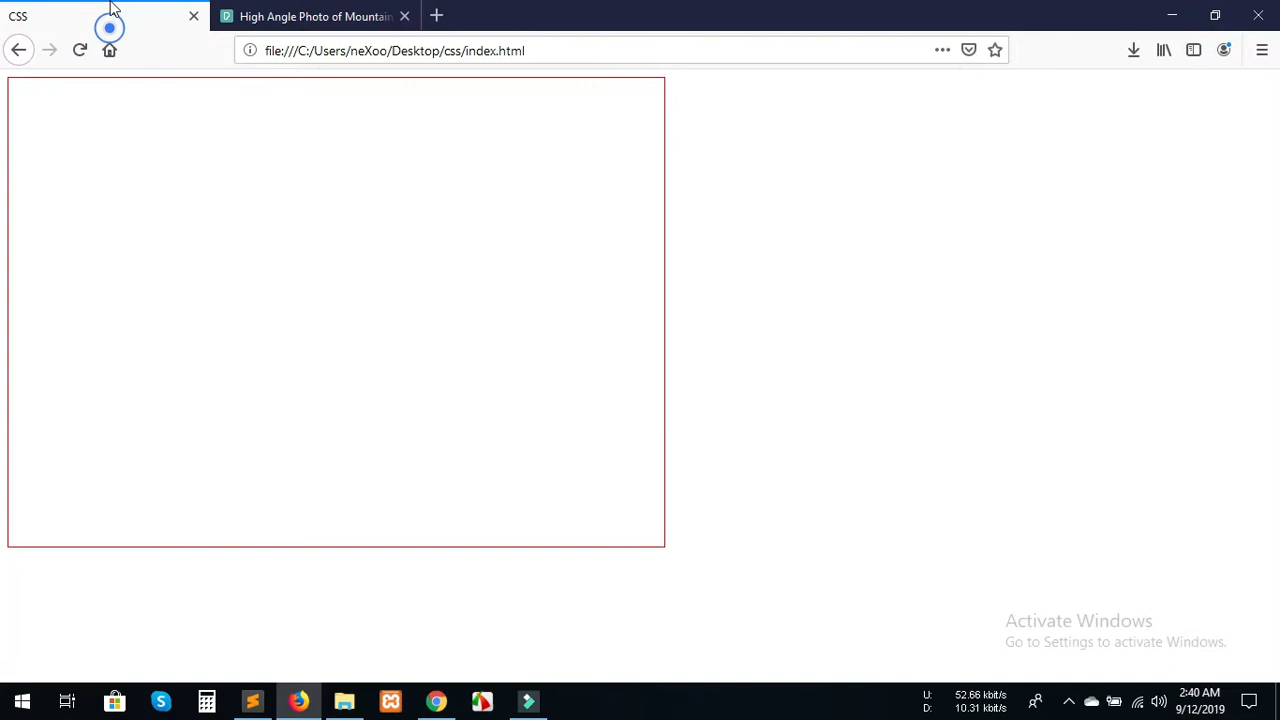 CSS
High Angle Photo of Mountain
file:///C:/Users/neXoo/Desktop/css/index.html
Activate Windows
Go to Settings to activate Windows.
U: 52.66 kbit/s
D: 10.31 kbit/s
2:40 AM
9/12/2019